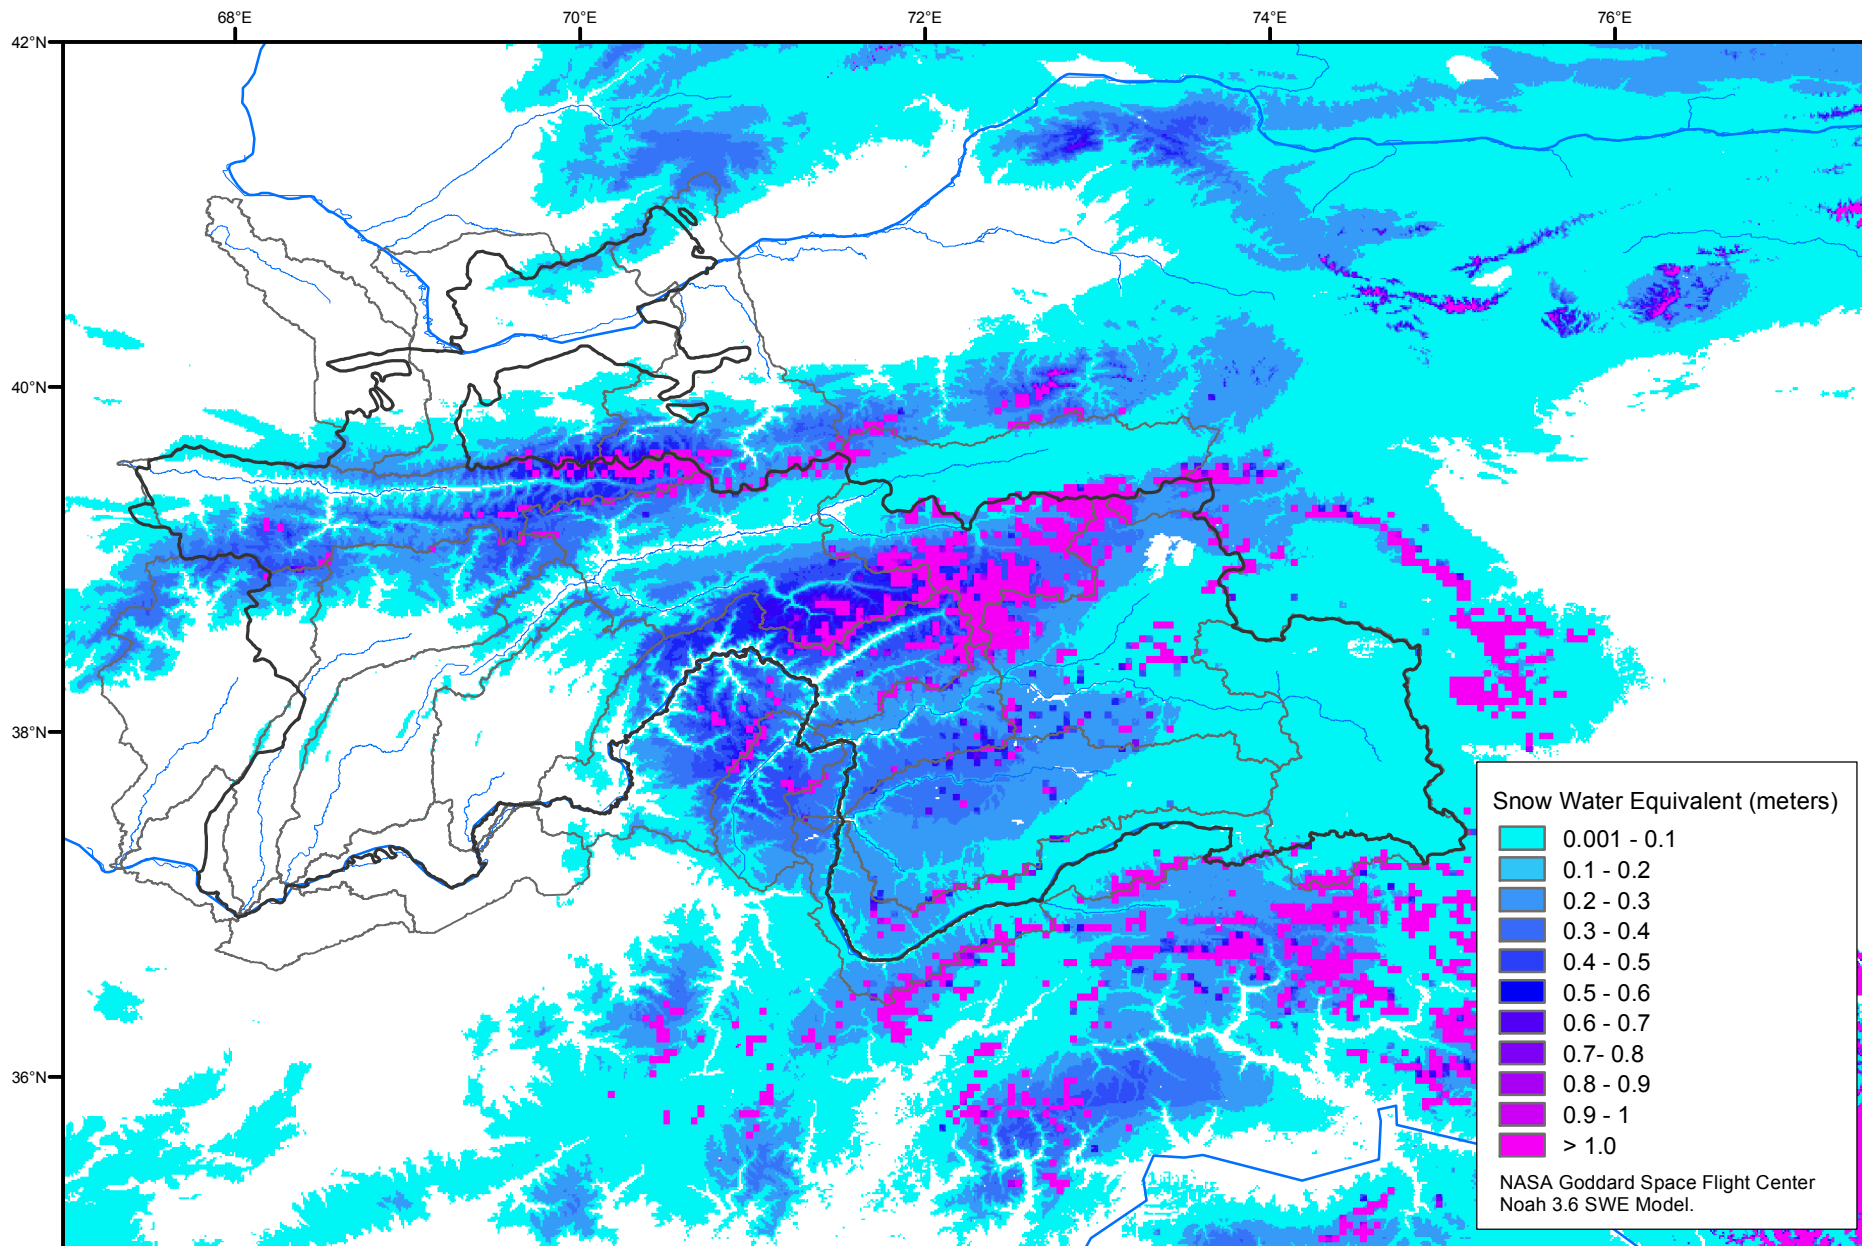 68°E 70°E 72°E 74°E 76°E
42°N
40°N
38°N
36°N
Snow Water Equivalent (meters)
0.001 - 0.1
0.1 - 0.2
0.2 - 0.3
0.3 - 0.4
0.4 - 0.5
0.5 - 0.6
0.6 - 0.7
0.7- 0.8
0.8 - 0.9
0.9 - 1
> 1.0
NASA Goddard Space Flight Center
Noah 3.6 SWE Model.